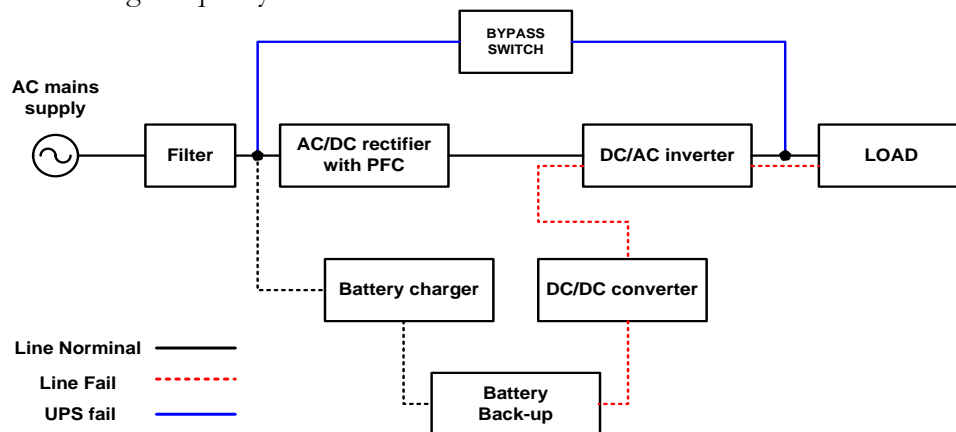 BYPASS
SWITCH
AC mains
supply
Filter
AC/DC rectifier
with PFC
DC/AC inverter
LOAD
Battery charger
DC/DC converter
Line Norminal
Line Fail
UPS fail
Battery
Back-up